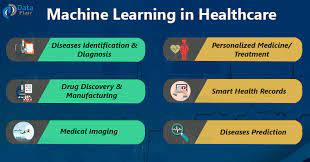 Data
Flair
Machine Learning in Healthcare
Diseases Identification &
Diagnosis
Personalized Medicine/
Treatment
Drug Discovery &
Manufacturing
Smart Health Records
Medical Imaging
Diseases Prediction